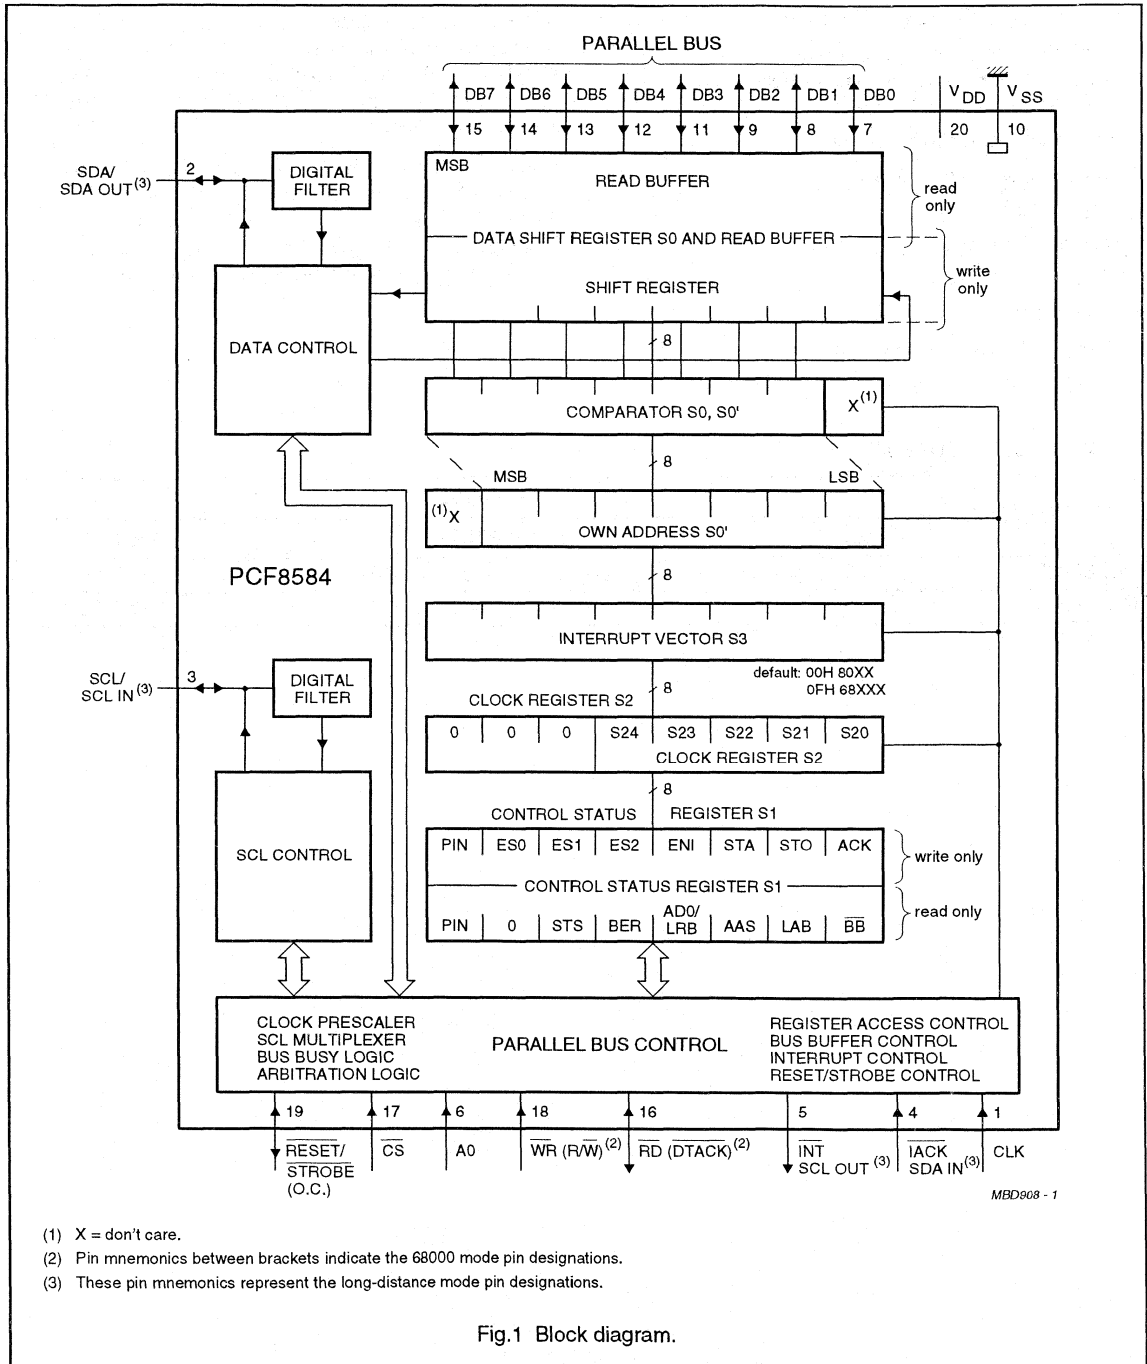 PARALLEL BUS
DB7 DB6 DB5 DB4 DB3 DB2 DB1 DB0 VDD VSS
15 14 13 12 11 9 8 7 20 10
SDA/
SDA OUT (3)
2
DIGITAL
FILTER
MSB
READ BUFFER
read
only
DATA SHIFT REGISTER S0 AND READ BUFFER
write
only
SHIFT REGISTER
DATA CONTROL
8
COMPARATOR S0, S0'
X (1)
8
MSB
LSB
(1) X
OWN ADDRESS S0'
PCF8584
8
INTERRUPT VECTOR S3
default: 00H 80XX
0FH 68XXX
SCL/
SCL IN (3)
3
DIGITAL
FILTER
8
CLOCK REGISTER S2
0 0 0 S24 S23 S22 S21 S20
CLOCK REGISTER S2
8
CONTROL STATUS REGISTER S1
SCL CONTROL
PIN ES0 ES1 ES2 ENI STA STO ACK
write only
CONTROL STATUS REGISTER S1
read only
PIN 0 STS BER AD0/ LRB AAS LAB B̅B̅
CLOCK PRESCALER
SCL MULTIPLEXER
BUS BUSY LOGIC
ARBITRATION LOGIC
PARALLEL BUS CONTROL
REGISTER ACCESS CONTROL
BUS BUFFER CONTROL
INTERRUPT CONTROL
RESET/STROBE CONTROL
19 17 6 18 16 5 4 1
R̅E̅S̅E̅T̅/
S̅T̅R̅O̅B̅E̅
(O.C.)
C̅S̅
A0
W̅R̅ (R/W̅) (2)
R̅D̅ (D̅T̅A̅C̅K̅) (2)
I̅N̅T̅
SCL OUT (3)
I̅A̅C̅K̅
SDA IN (3)
CLK
MBD908 - 1
(1) X = don't care.
(2) Pin mnemonics between brackets indicate the 68000 mode pin designations.
(3) These pin mnemonics represent the long-distance mode pin designations.
Fig.1 Block diagram.